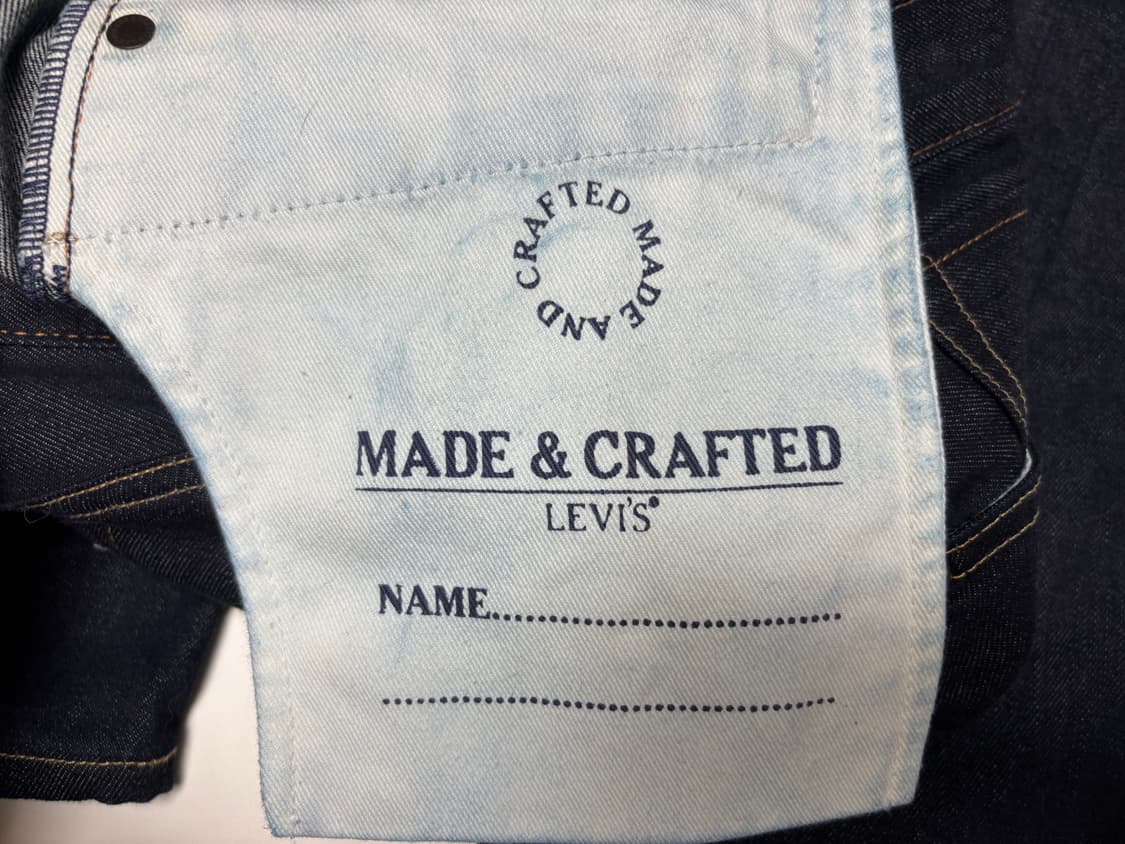 CRAFTED MADE AND
MADE & CRAFTED
LEVI'S
NAME........................................
........................................